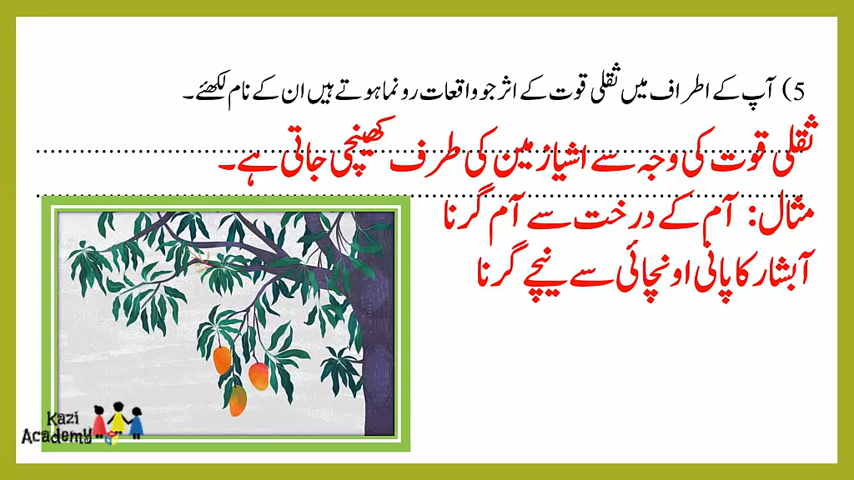 5) آپ کے اطراف میں ثقلی قوت کے اثر جو واقعات رونما ہوتے ہیں ان کے نام لکھئے۔
ثقلی قوت کی وجہ سے اشیاز مین کی طرف کھینچی جاتی ہے۔
مثال: آم کے درخت سے آم گرنا
آبشار کا پانی اونچائی سے نیچے گرنا
Kazi
Academy